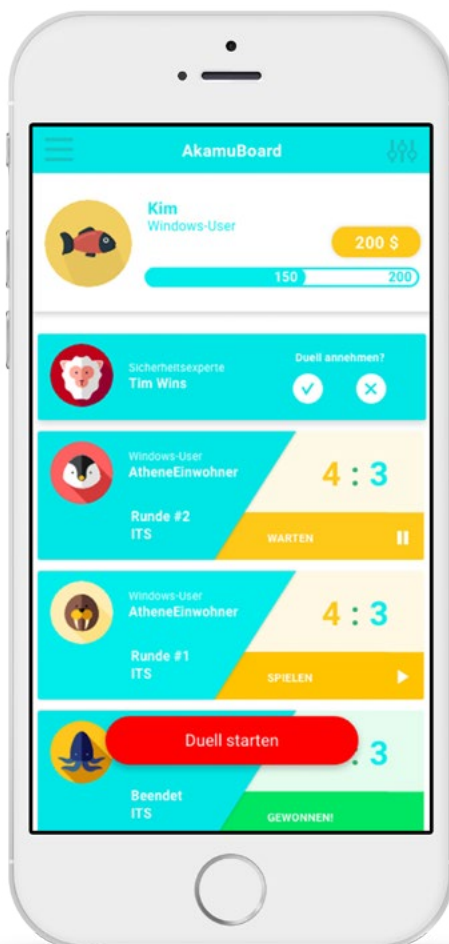 AkamuBoard
Kim
Windows-User
200 $
150
200
Sicherheitsexperte
Tim Wins
Duell annehmen?
Windows-User
AtheneEinwohner
4 : 3
Runde #2
ITS
WARTEN
Windows-User
AtheneEinwohner
4 : 3
Runde #1
ITS
SPIELEN
Duell starten
3
Beendet
ITS
GEWONNEN!